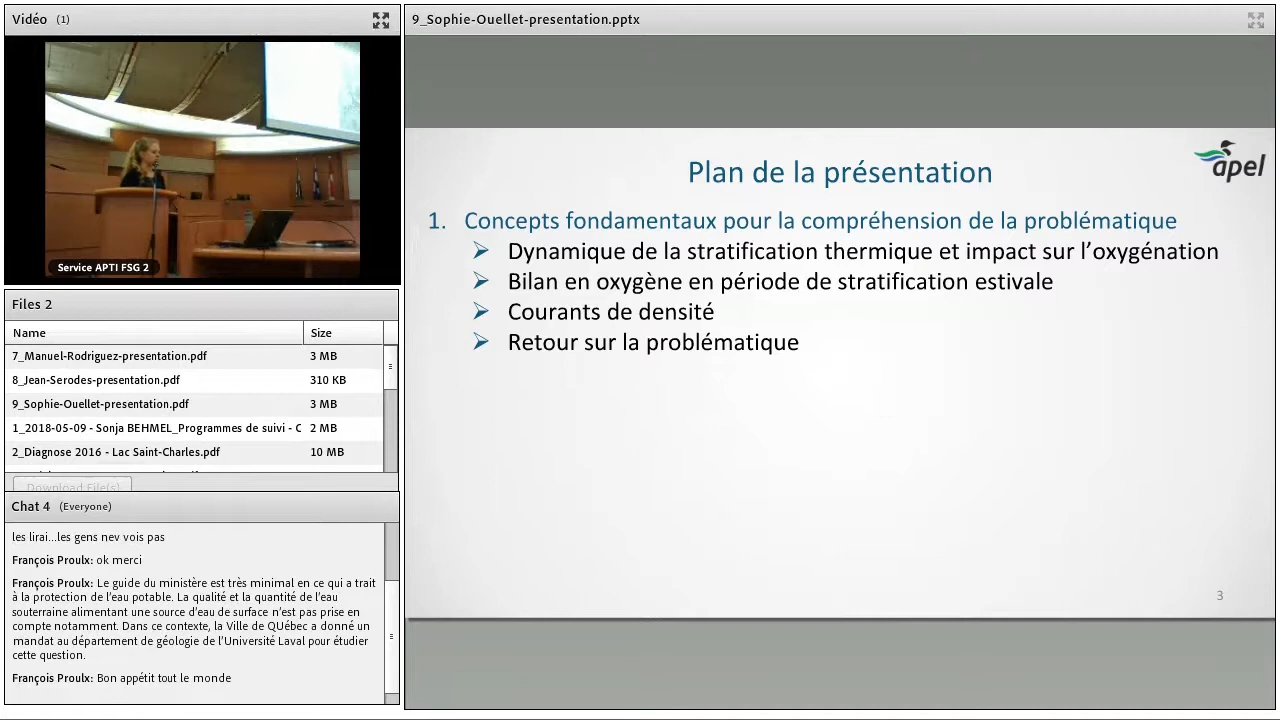 Vidéo (1)
Service APTI FSG 2
Files 2
Name Size
7_Manuel-Rodriguez-presentation.pdf 3 MB
8_Jean-Serodes-presentation.pdf 310 KB
9_Sophie-Ouellet-presentation.pdf 3 MB
1_2018-05-09 - Sonja BEHMEL_Programmes de suivi - C 2 MB
2_Diagnose 2016 - Lac Saint-Charles.pdf 10 MB
Download File(s)
Chat 4 (Everyone)
les lirai...les gens nev vois pas
François Proulx: ok merci
François Proulx: Le guide du ministère est très minimal en ce qui a trait
à la protection de l'eau potable. La qualité et la quantité de l'eau
souterraine alimentant une source d'eau de surface n'est pas prise en
compte notamment. Dans ce contexte, la Ville de QUébec a donné un
mandat au département de géologie de l'Université Laval pour étudier
cette question.
François Proulx: Bon appétit tout le monde
9_Sophie-Ouellet-presentation.pptx
apel
Plan de la présentation
1. Concepts fondamentaux pour la compréhension de la problématique
Dynamique de la stratification thermique et impact sur l'oxygénation
Bilan en oxygène en période de stratification estivale
Courants de densité
Retour sur la problématique
3